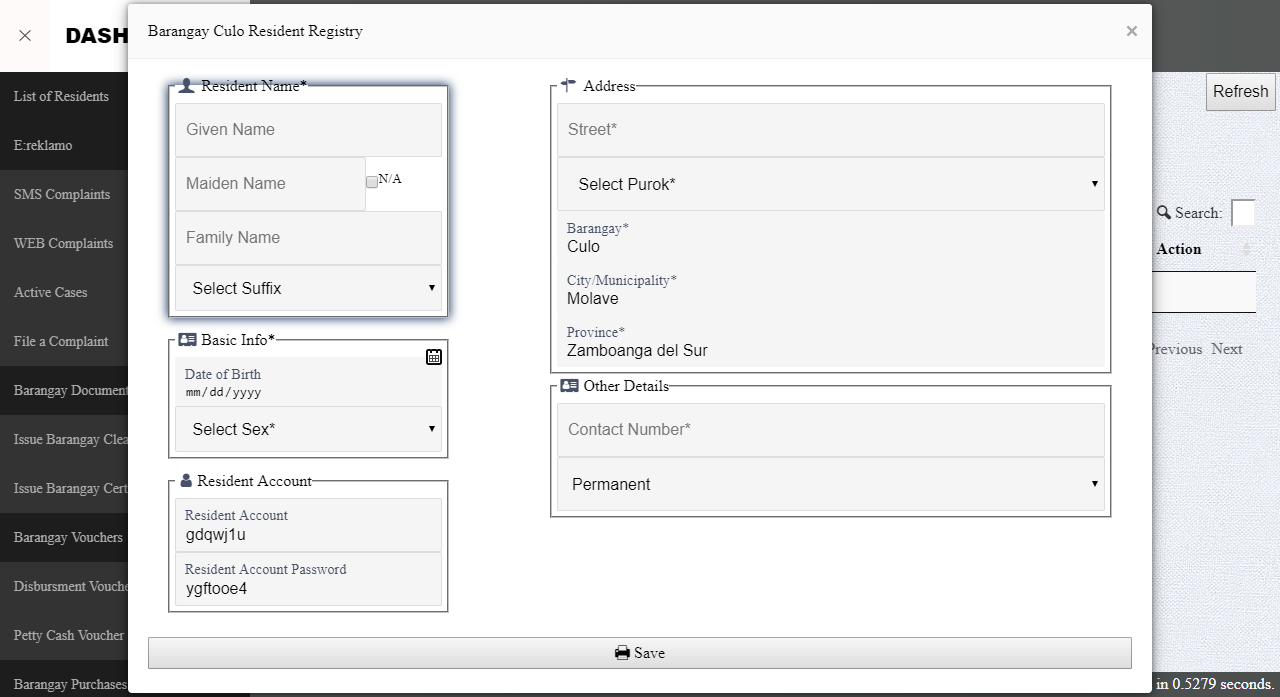 DASH
List of Residents
E:reklamo
SMS Complaints
WEB Complaints
Active Cases
File a Complaint
Barangay Document
Issue Barangay Clea
Issue Barangay Cert
Barangay Vouchers
Disbursment Vouche
Petty Cash Voucher
Barangay Purchases
Barangay Culo Resident Registry
×
Resident Name*
Given Name
Maiden Name
N/A
Family Name
Select Suffix
Basic Info*
Date of Birth
mm/dd/yyyy
Select Sex*
Resident Account
Resident Account
gdqwj1u
Resident Account Password
ygftooe4
Address
Street*
Select Purok*
Barangay*
Culo
City/Municipality*
Molave
Province*
Zamboanga del Sur
Other Details
Contact Number*
Permanent
Save
Refresh
Search:
Action
Previous Next
in 0.5279 seconds.